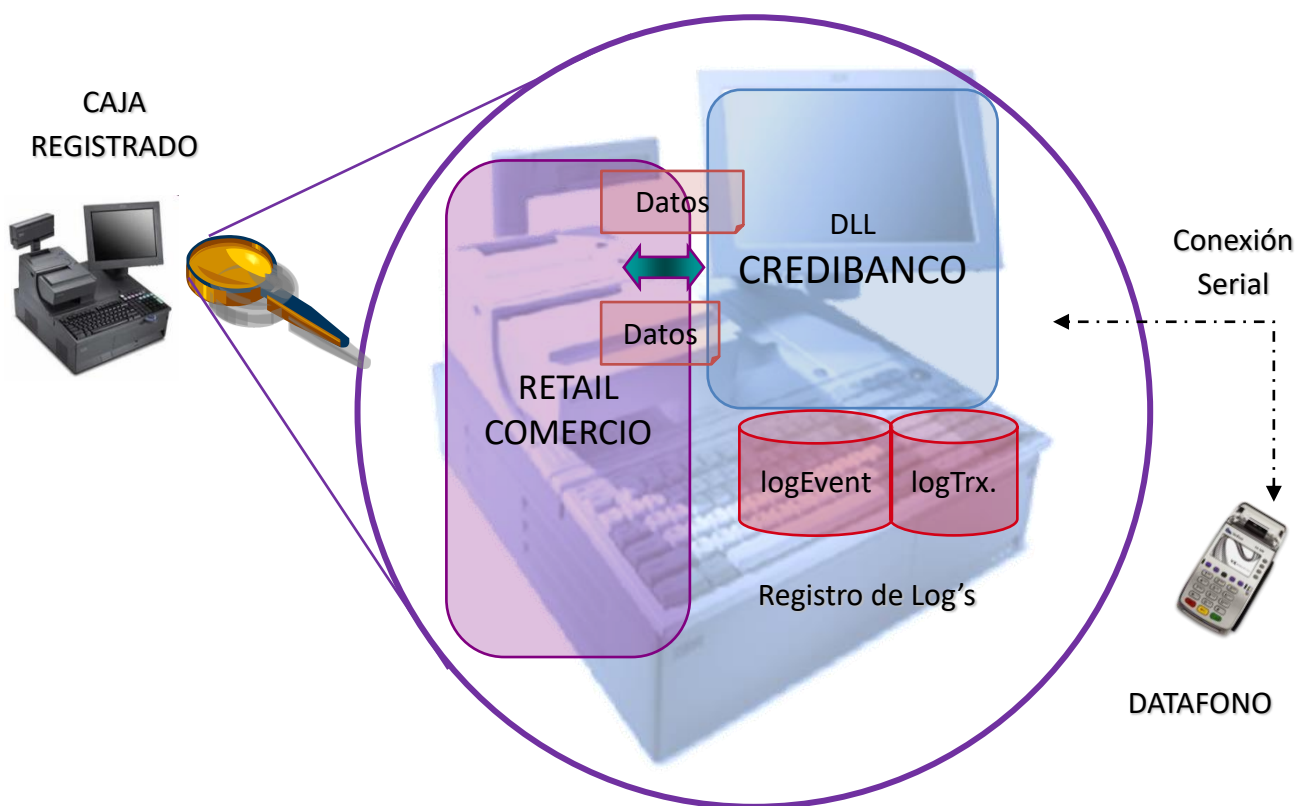 CAJA
REGISTRADO
Datos
DLL
CREDIBANCO
Datos
RETAIL
COMERCIO
logEvent
logTrx.
Registro de Log's
Conexión
Serial
DATAFONO